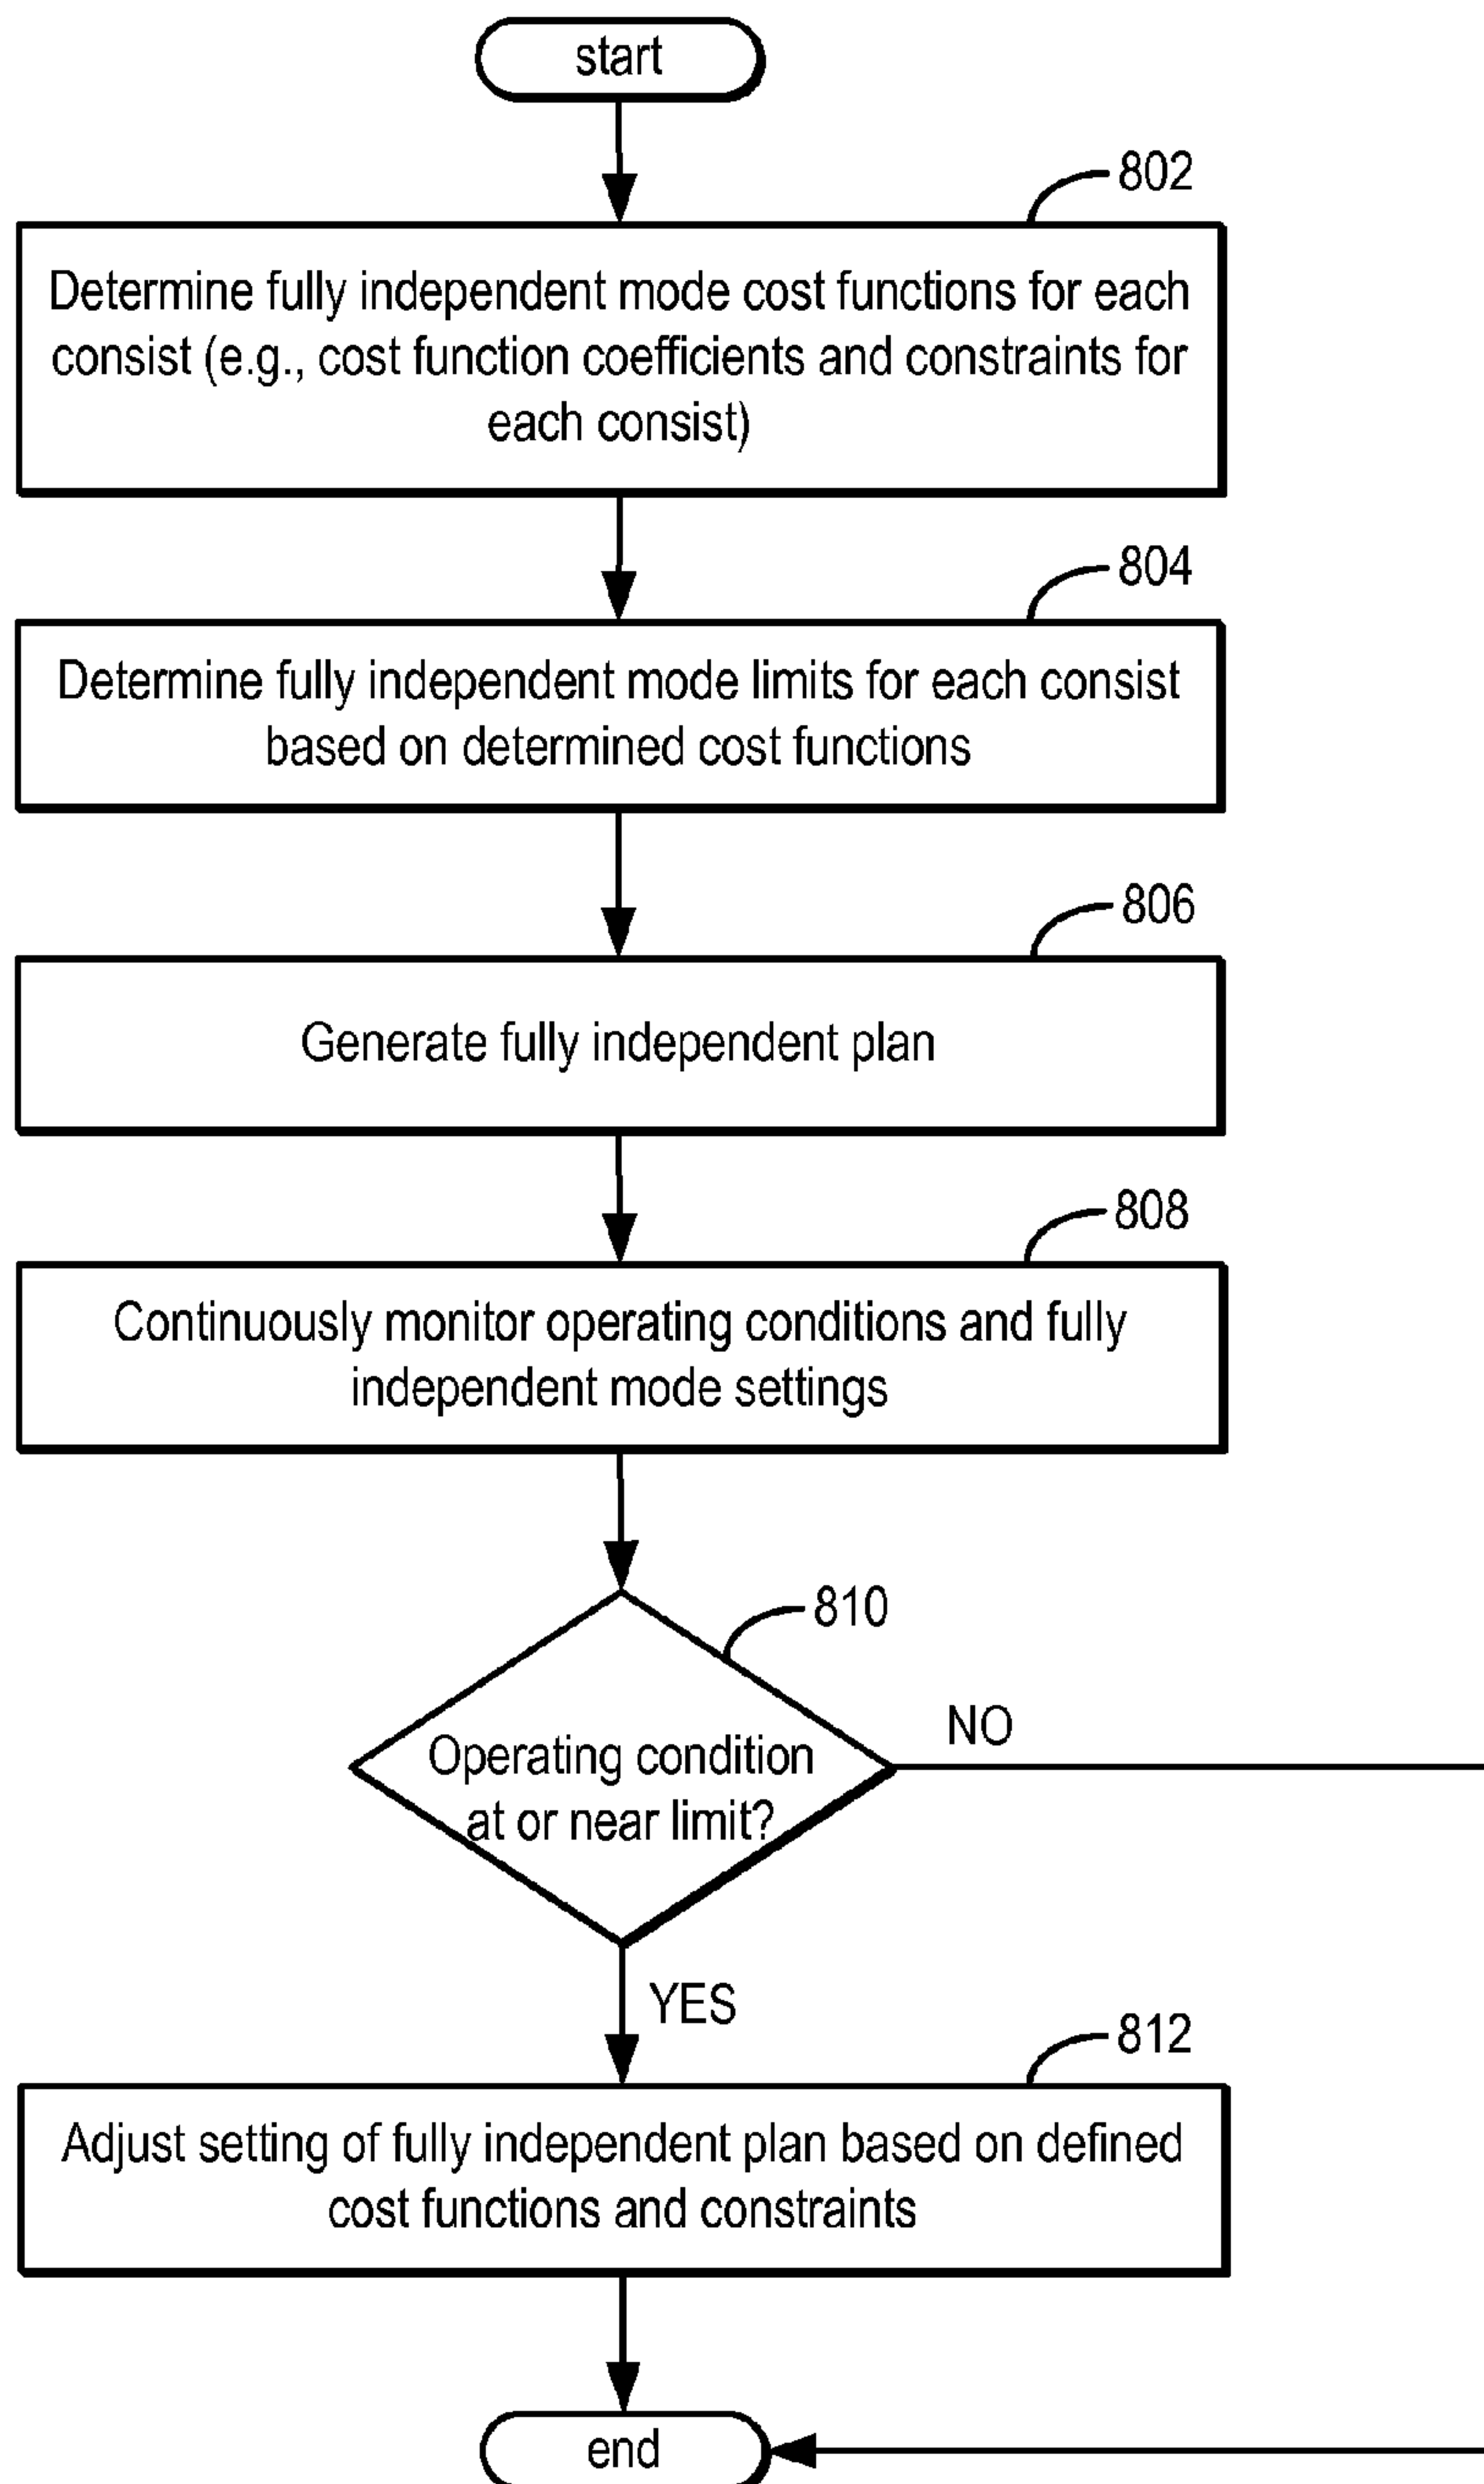 start
802
Determine fully independent mode cost functions for each
consist (e.g., cost function coefficients and constraints for
each consist)
804
Determine fully independent mode limits for each consist
based on determined cost functions
806
Generate fully independent plan
808
Continuously monitor operating conditions and fully
independent mode settings
810
Operating condition
at or near limit?
NO
YES
812
Adjust setting of fully independent plan based on defined
cost functions and constraints
end